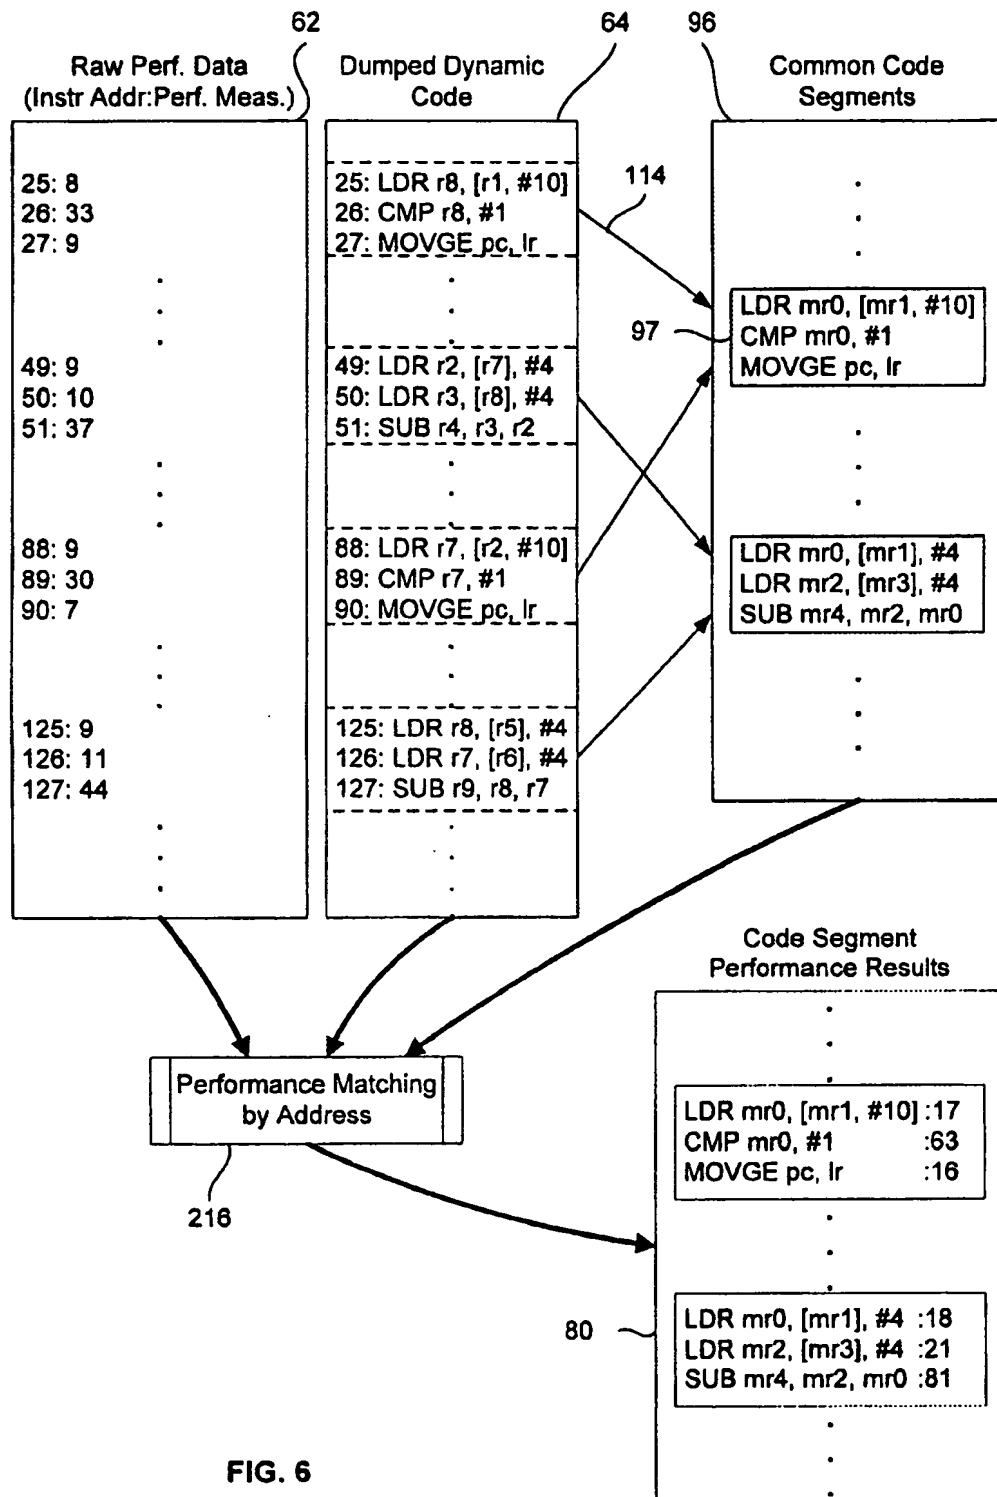 62
64
96
Raw Perf. Data
(Instr Addr:Perf. Meas.)
Dumped Dynamic
Code
Common Code
Segments
25: 8
26: 33
27: 9
49: 9
50: 10
51: 37
88: 9
89: 30
90: 7
125: 9
126: 11
127: 44
25: LDR r8, [r1, #10]
26: CMP r8, #1
27: MOVGE pc, lr
49: LDR r2, [r7], #4
50: LDR r3, [r8], #4
51: SUB r4, r3, r2
88: LDR r7, [r2, #10]
89: CMP r7, #1
90: MOVGE pc, lr
125: LDR r8, [r5], #4
126: LDR r7, [r6], #4
127: SUB r9, r8, r7
114
97
LDR mr0, [mr1, #10]
CMP mr0, #1
MOVGE pc, lr
LDR mr0, [mr1], #4
LDR mr2, [mr3], #4
SUB mr4, mr2, mr0
Performance Matching
by Address
216
Code Segment
Performance Results
LDR mr0, [mr1, #10] :17
CMP mr0, #1 :63
MOVGE pc, lr :16
80
LDR mr0, [mr1], #4 :18
LDR mr2, [mr3], #4 :21
SUB mr4, mr2, mr0 :81
FIG. 6